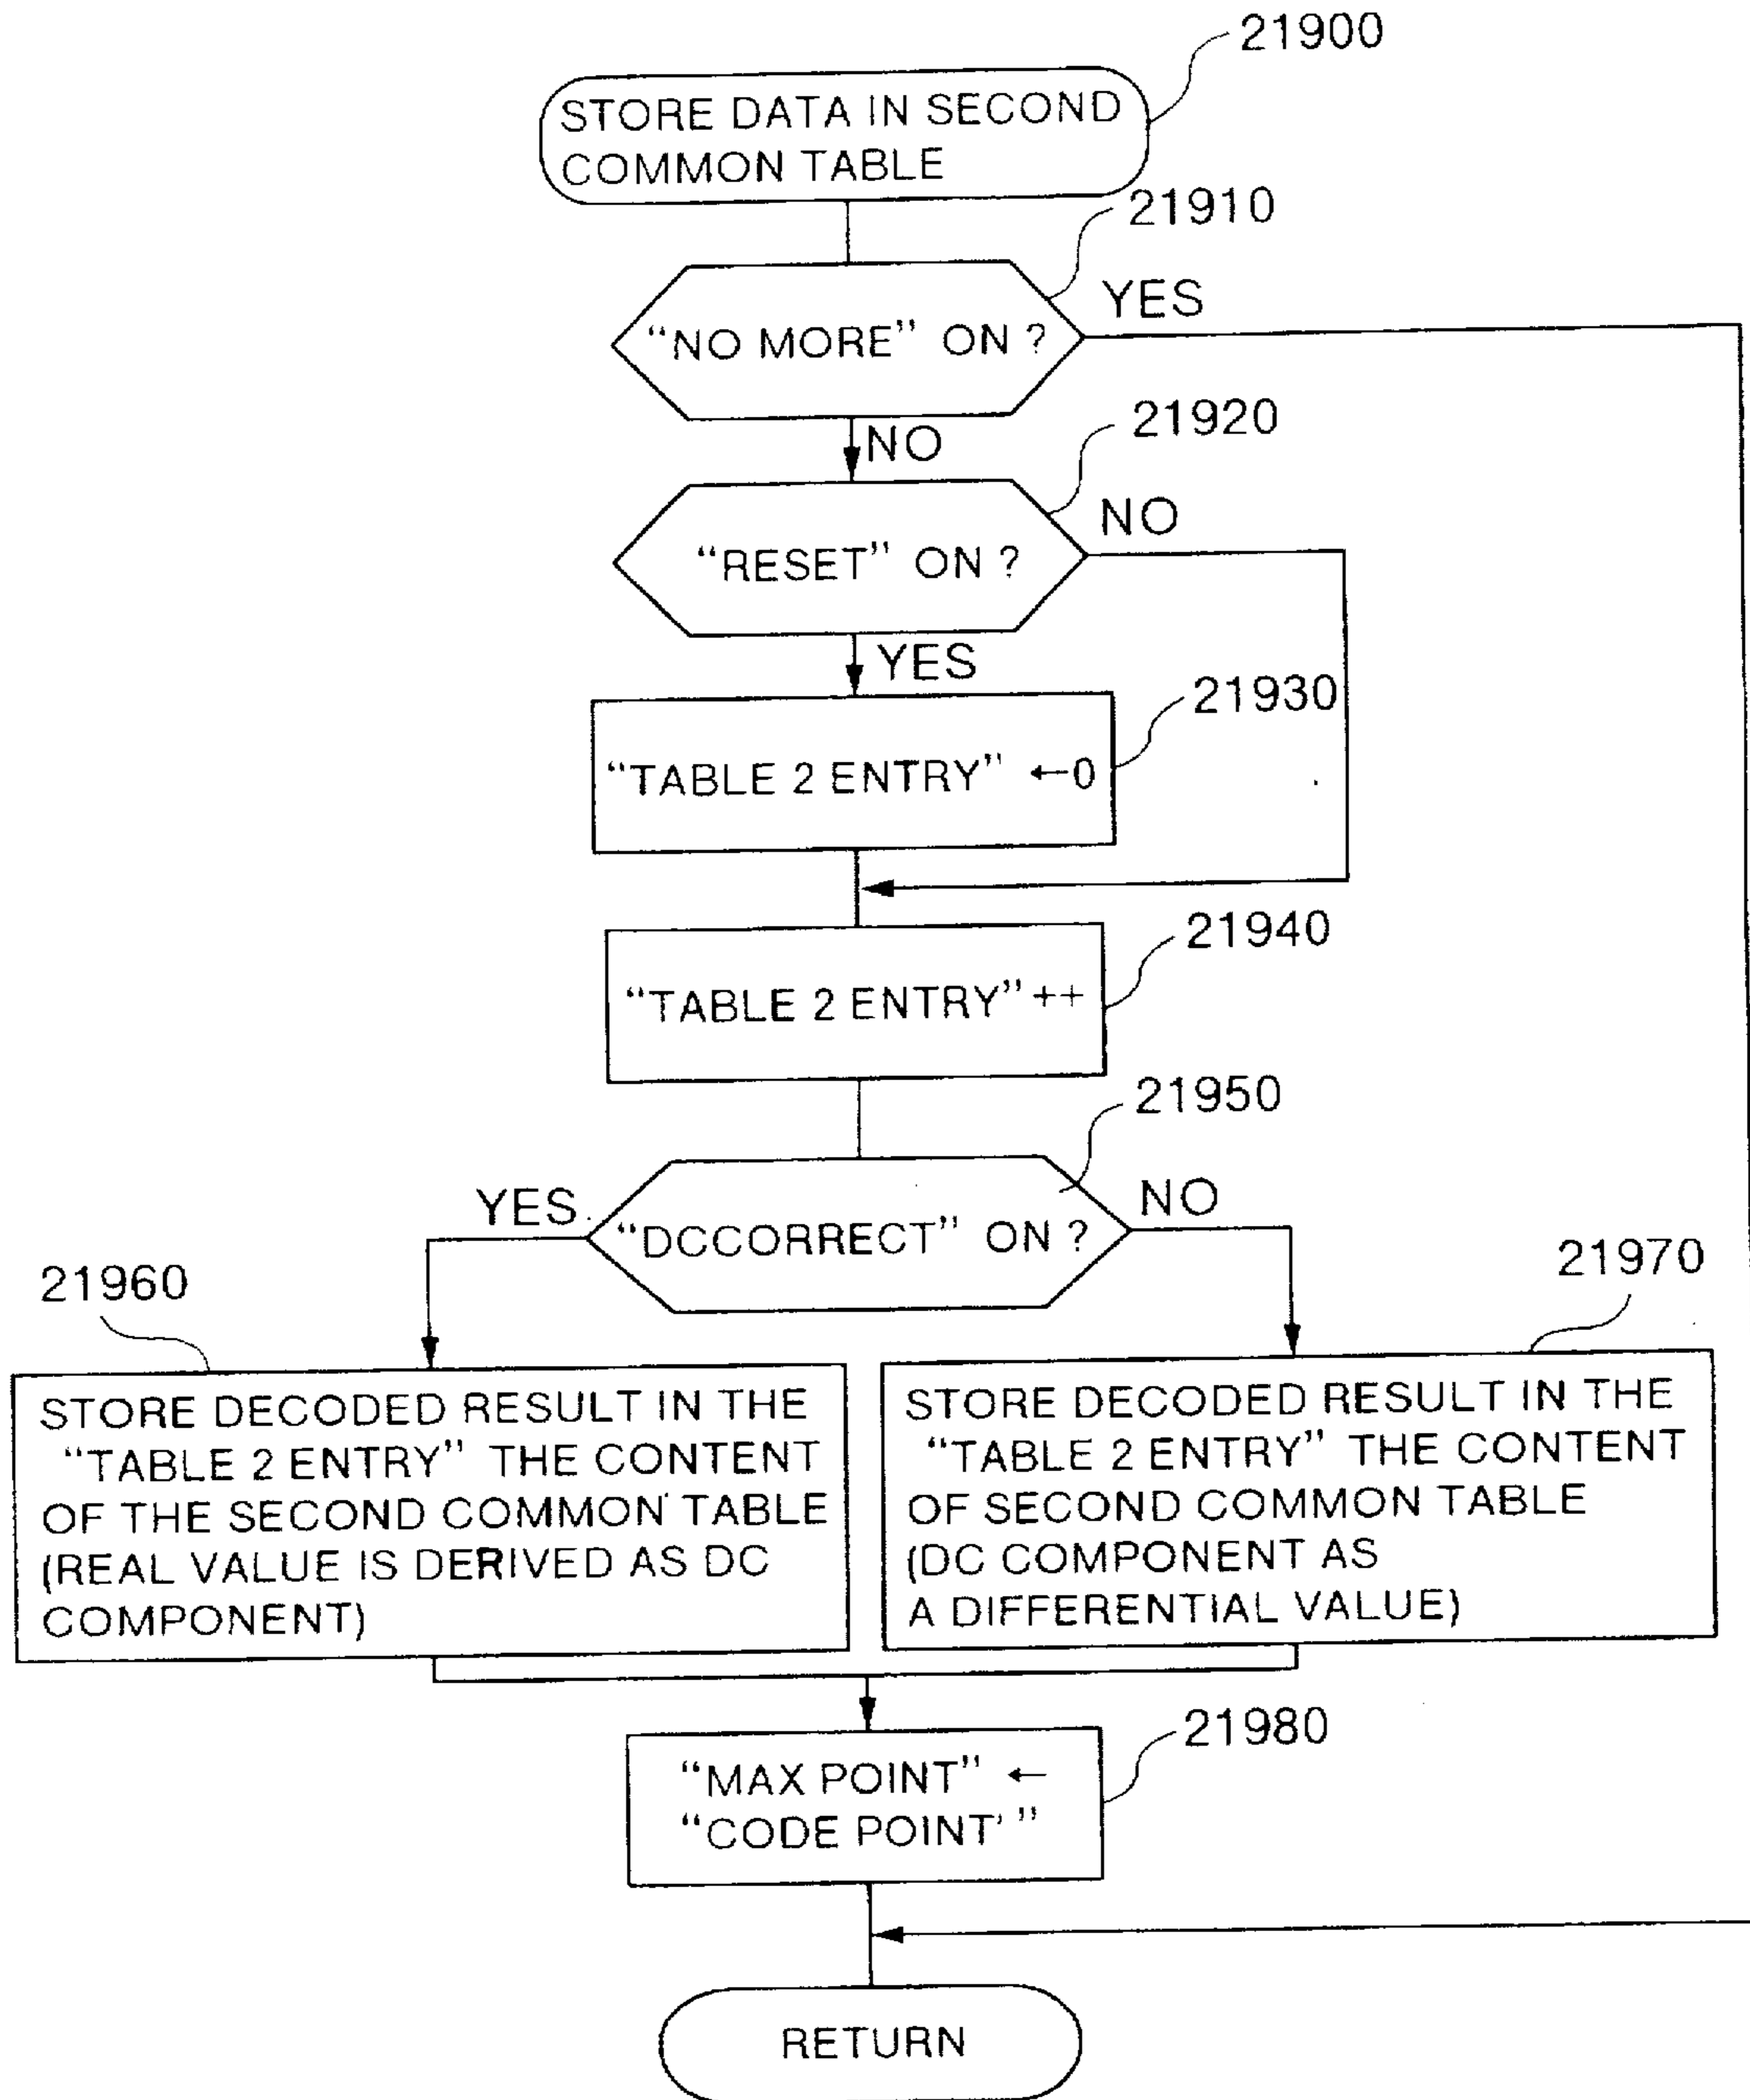 21900
STORE DATA IN SECOND
COMMON TABLE
21910
YES
“NO MORE” ON ?
21920
NO
NO
“RESET” ON ?
YES
21930
“TABLE 2 ENTRY” ←0
21940
“TABLE 2 ENTRY” ++
21950
YES
NO
“DCCORRECT” ON ?
21960
21970
STORE DECODED RESULT IN THE
“TABLE 2 ENTRY” THE CONTENT
OF THE SECOND COMMON TABLE
(REAL VALUE IS DERIVED AS DC
COMPONENT)
STORE DECODED RESULT IN THE
“TABLE 2 ENTRY” THE CONTENT
OF SECOND COMMON TABLE
(DC COMPONENT AS
A DIFFERENTIAL VALUE)
21980
“MAX POINT” ←
“CODE POINT’ ”
RETURN